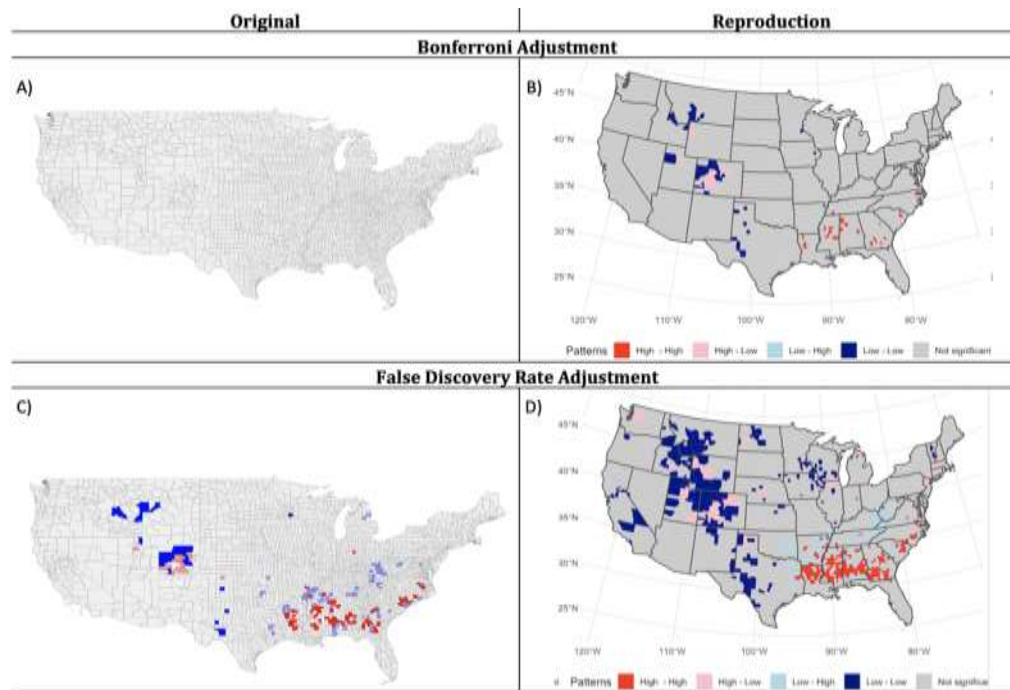 Original Reproduction
Bonferroni Adjustment
A) B)
45°N
40°N
35°N
30°N
25°N
120°W 110°W 100°W 90°W 80°W
Patterns High - High High - Low Low - High Low - Low Not significant
False Discovery Rate Adjustment
C) D)
45°N
40°N
35°N
30°N
25°N
120°W 110°W 100°W 90°W 80°W
Patterns High - High High - Low Low - High Low - Low Not significa